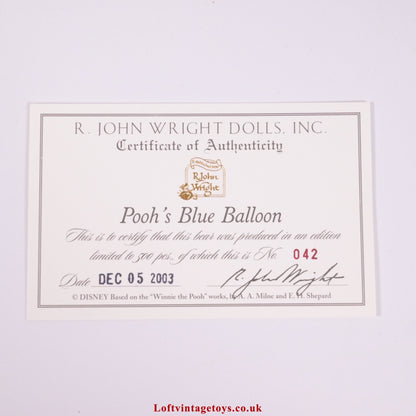 R. JOHN WRIGHT DOLLS, INC.
Certificate of Authenticity
R. John
Wright
Pooh's Blue Balloon
This is to certify that this bear was produced in an edition
limited to 500 pcs. of which this is No. 042
Date DEC 05 2003 R. John Wright
© DISNEY Based on the "Winnie the Pooh" works, by A. A. Milne and E. H. Shepard
Loftvintagetoys.co.uk